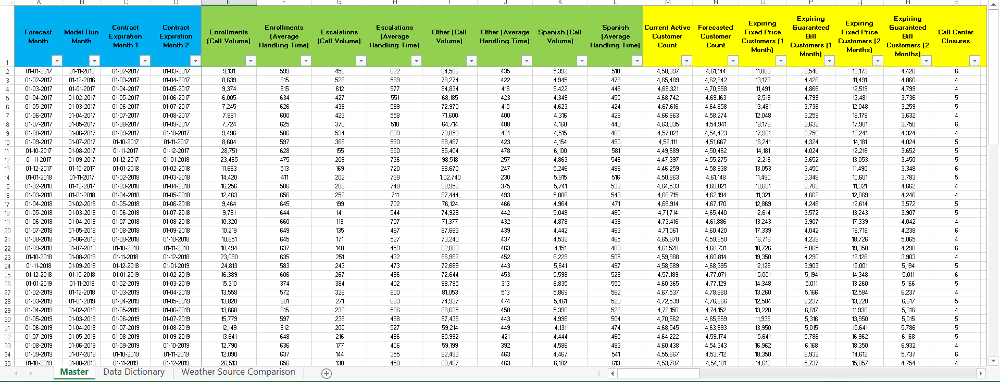 A B C D E F G H I J K L M N O P Q R S
1 Forecast Month Model Run Month Contract Expiration Month 1 Contract Expiration Month 2 Enrollments (Call Volume) Enrollments (Average Handling Time) Escalations (Call Volume) Escalations (Average Handling Time) Other (Call Volume) Other (Average Handling Time) Spanish (Call Volume) Spanish (Average Handling Time) Current Active Customer Count Forecasted Customer Count Expiring Fixed Price Customers (1 Month) Expiring Guaranteed Bill Customers (1 Month) Expiring Fixed Price Customers (2 Months) Expiring Guaranteed Bill Customers (2 Months) Call Center Closures
2 01-01-2017 01-11-2016 01-02-2017 01-03-2017 9,131 599 456 622 84,566 435 5,392 510 4,58,397 4,61,144 11,869 3,546 13,173 4,426 6
3 01-02-2017 01-12-2016 01-03-2017 01-04-2017 8,639 615 528 589 78,274 422 4,945 479 4,65,489 4,62,642 13,173 4,426 11,491 4,866 4
4 01-03-2017 01-01-2017 01-04-2017 01-05-2017 9,374 615 612 577 84,834 416 5,422 446 4,68,321 4,70,958 11,491 4,866 12,519 4,799 4
5 01-04-2017 01-02-2017 01-05-2017 01-06-2017 6,005 634 427 551 68,185 423 4,349 450 4,68,742 4,69,163 12,519 4,799 13,481 3,736 5
6 01-05-2017 01-03-2017 01-06-2017 01-07-2017 7,245 626 439 599 72,970 415 4,623 424 4,67,616 4,64,658 13,481 3,736 12,048 3,259 5
7 01-06-2017 01-04-2017 01-07-2017 01-08-2017 7,861 600 423 558 71,600 400 4,316 429 4,66,663 4,58,274 12,048 3,259 18,179 3,632 4
8 01-07-2017 01-05-2017 01-08-2017 01-09-2017 7,724 625 370 510 64,714 408 4,160 440 4,63,035 4,54,941 18,179 3,632 17,901 3,750 6
9 01-08-2017 01-06-2017 01-09-2017 01-10-2017 9,496 586 534 609 73,858 421 4,515 466 4,57,021 4,54,423 17,901 3,750 16,241 4,324 4
10 01-09-2017 01-07-2017 01-10-2017 01-11-2017 8,604 597 368 560 69,487 423 4,154 490 4,52,111 4,51,667 16,241 4,324 14,181 4,024 5
11 01-10-2017 01-08-2017 01-11-2017 01-12-2017 28,751 628 155 550 85,404 478 6,100 581 4,49,689 4,50,462 14,181 4,024 12,216 3,652 5
12 01-11-2017 01-09-2017 01-12-2017 01-01-2018 23,465 475 206 736 98,518 257 4,863 548 4,47,397 4,55,275 12,216 3,652 13,053 3,450 5
13 01-12-2017 01-10-2017 01-01-2018 01-02-2018 11,663 513 169 720 88,670 247 5,246 489 4,46,259 4,58,938 13,053 3,450 11,490 3,348 6
14 01-01-2018 01-11-2017 01-02-2018 01-03-2018 14,420 411 202 739 1,02,740 230 5,915 516 4,50,863 4,61,148 11,490 3,348 10,601 3,783 5
15 01-02-2018 01-12-2017 01-03-2018 01-04-2018 16,256 506 286 748 90,956 375 5,741 539 4,64,533 4,60,821 10,601 3,783 11,321 4,662 4
16 01-03-2018 01-01-2018 01-04-2018 01-05-2018 12,463 656 252 711 87,444 493 5,886 543 4,66,715 4,62,194 11,321 4,662 12,869 4,246 4
17 01-04-2018 01-02-2018 01-05-2018 01-06-2018 9,464 645 199 702 76,124 466 4,964 471 4,68,914 4,67,170 12,869 4,246 12,614 3,572 5
18 01-05-2018 01-03-2018 01-06-2018 01-07-2018 9,761 644 141 544 74,929 442 5,048 460 4,71,714 4,65,440 12,614 3,572 13,243 3,907 5
19 01-06-2018 01-04-2018 01-07-2018 01-08-2018 10,320 660 119 707 71,377 432 4,878 439 4,73,416 4,61,886 13,243 3,907 17,339 4,042 4
20 01-07-2018 01-05-2018 01-08-2018 01-09-2018 10,219 649 135 487 67,663 439 4,442 463 4,71,061 4,60,420 17,339 4,042 16,718 4,238 6
21 01-08-2018 01-06-2018 01-09-2018 01-10-2018 10,851 645 171 527 73,240 437 4,532 465 4,65,870 4,59,650 16,718 4,238 18,726 5,065 4
22 01-09-2018 01-07-2018 01-10-2018 01-11-2018 10,494 637 140 459 62,800 463 4,151 489 4,61,520 4,60,731 18,726 5,065 19,350 4,290 6
23 01-10-2018 01-08-2018 01-11-2018 01-12-2018 23,090 635 251 432 86,962 452 6,229 505 4,59,988 4,60,814 19,350 4,290 12,126 3,903 4
24 01-11-2018 01-09-2018 01-12-2018 01-01-2019 24,813 583 243 473 72,669 443 5,641 497 4,58,589 4,68,395 12,126 3,903 15,001 5,194 5
25 01-12-2018 01-10-2018 01-01-2019 01-02-2019 16,389 606 267 496 72,644 453 5,598 529 4,57,189 4,77,071 15,001 5,194 14,348 5,011 6
26 01-01-2019 01-11-2018 01-02-2019 01-03-2019 15,310 374 384 402 98,795 313 6,835 550 4,60,365 4,77,129 14,348 5,011 13,260 5,166 5
27 01-02-2019 01-12-2018 01-03-2019 01-04-2019 13,558 572 326 600 81,053 513 5,869 562 4,67,537 4,78,980 13,260 5,166 12,584 6,237 4
28 01-03-2019 01-01-2019 01-04-2019 01-05-2019 13,820 601 271 693 74,937 474 5,461 520 4,72,539 4,76,866 12,584 6,237 13,220 6,617 5
29 01-04-2019 01-02-2019 01-05-2019 01-06-2019 13,668 615 230 586 68,635 458 5,390 526 4,72,156 4,74,152 13,220 6,617 11,936 5,316 4
30 01-05-2019 01-03-2019 01-06-2019 01-07-2019 15,779 597 238 498 67,436 443 4,996 504 4,70,562 4,65,559 11,936 5,316 13,950 5,015 5
31 01-06-2019 01-04-2019 01-07-2019 01-08-2019 12,149 612 200 527 59,214 449 4,131 474 4,68,545 4,63,893 13,950 5,015 15,641 5,786 5
32 01-07-2019 01-05-2019 01-08-2019 01-09-2019 13,641 648 216 486 60,992 421 4,444 465 4,64,222 4,59,174 15,641 5,786 16,962 6,168 5
33 01-08-2019 01-06-2019 01-09-2019 01-10-2019 12,790 636 177 406 59,199 392 4,586 483 4,60,438 4,54,343 16,962 6,168 18,350 6,932 4
34 01-09-2019 01-07-2019 01-10-2019 01-11-2019 12,090 637 144 355 62,493 463 4,467 541 4,55,667 4,53,712 18,350 6,932 14,612 5,737 6
35 01-10-2019 01-08-2019 01-11-2019 01-12-2019 26,513 656 130 450 80,487 463 6,182 613 4,53,787 4,54,181 14,612 5,737 15,057 4,754 4
Master Data Dictionary Weather Source Comparison